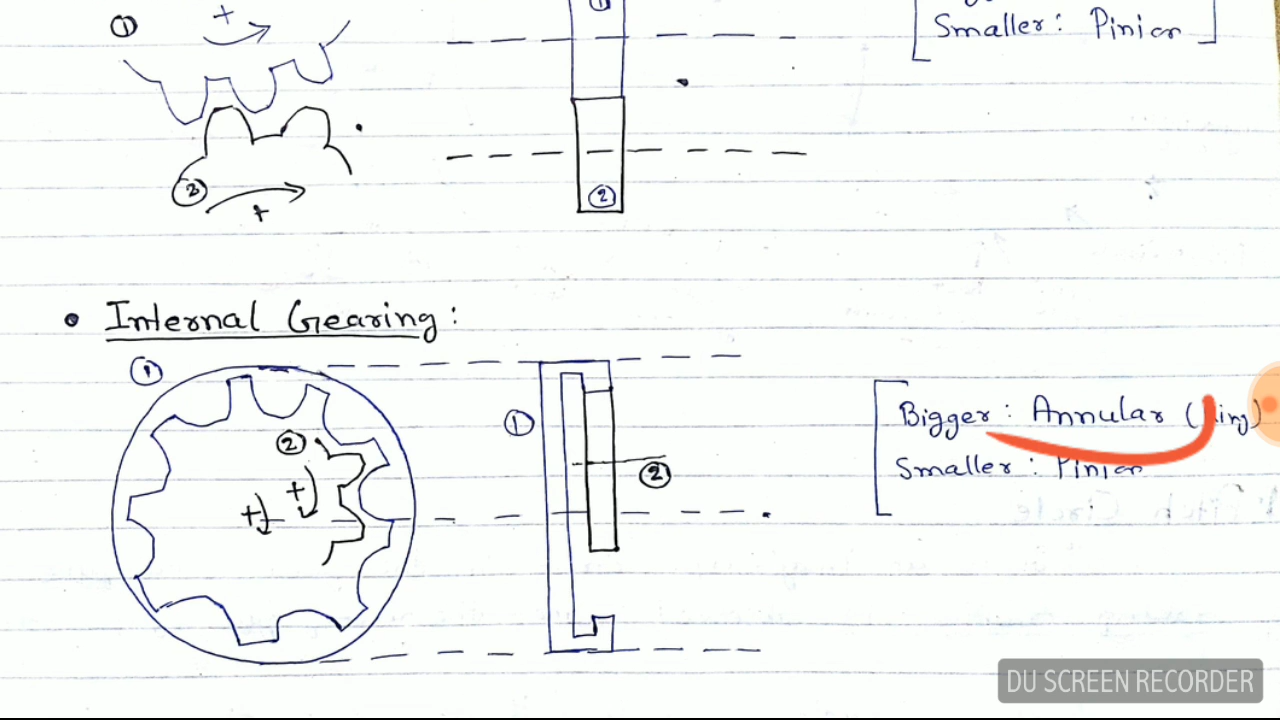 ①
+
①
Smaller: Pinion
②
+
②
• Internal Gearing:
①
②
+
+
①
②
Bigger: Annular (Ring)
Smaller: Pinion
DU SCREEN RECORDER